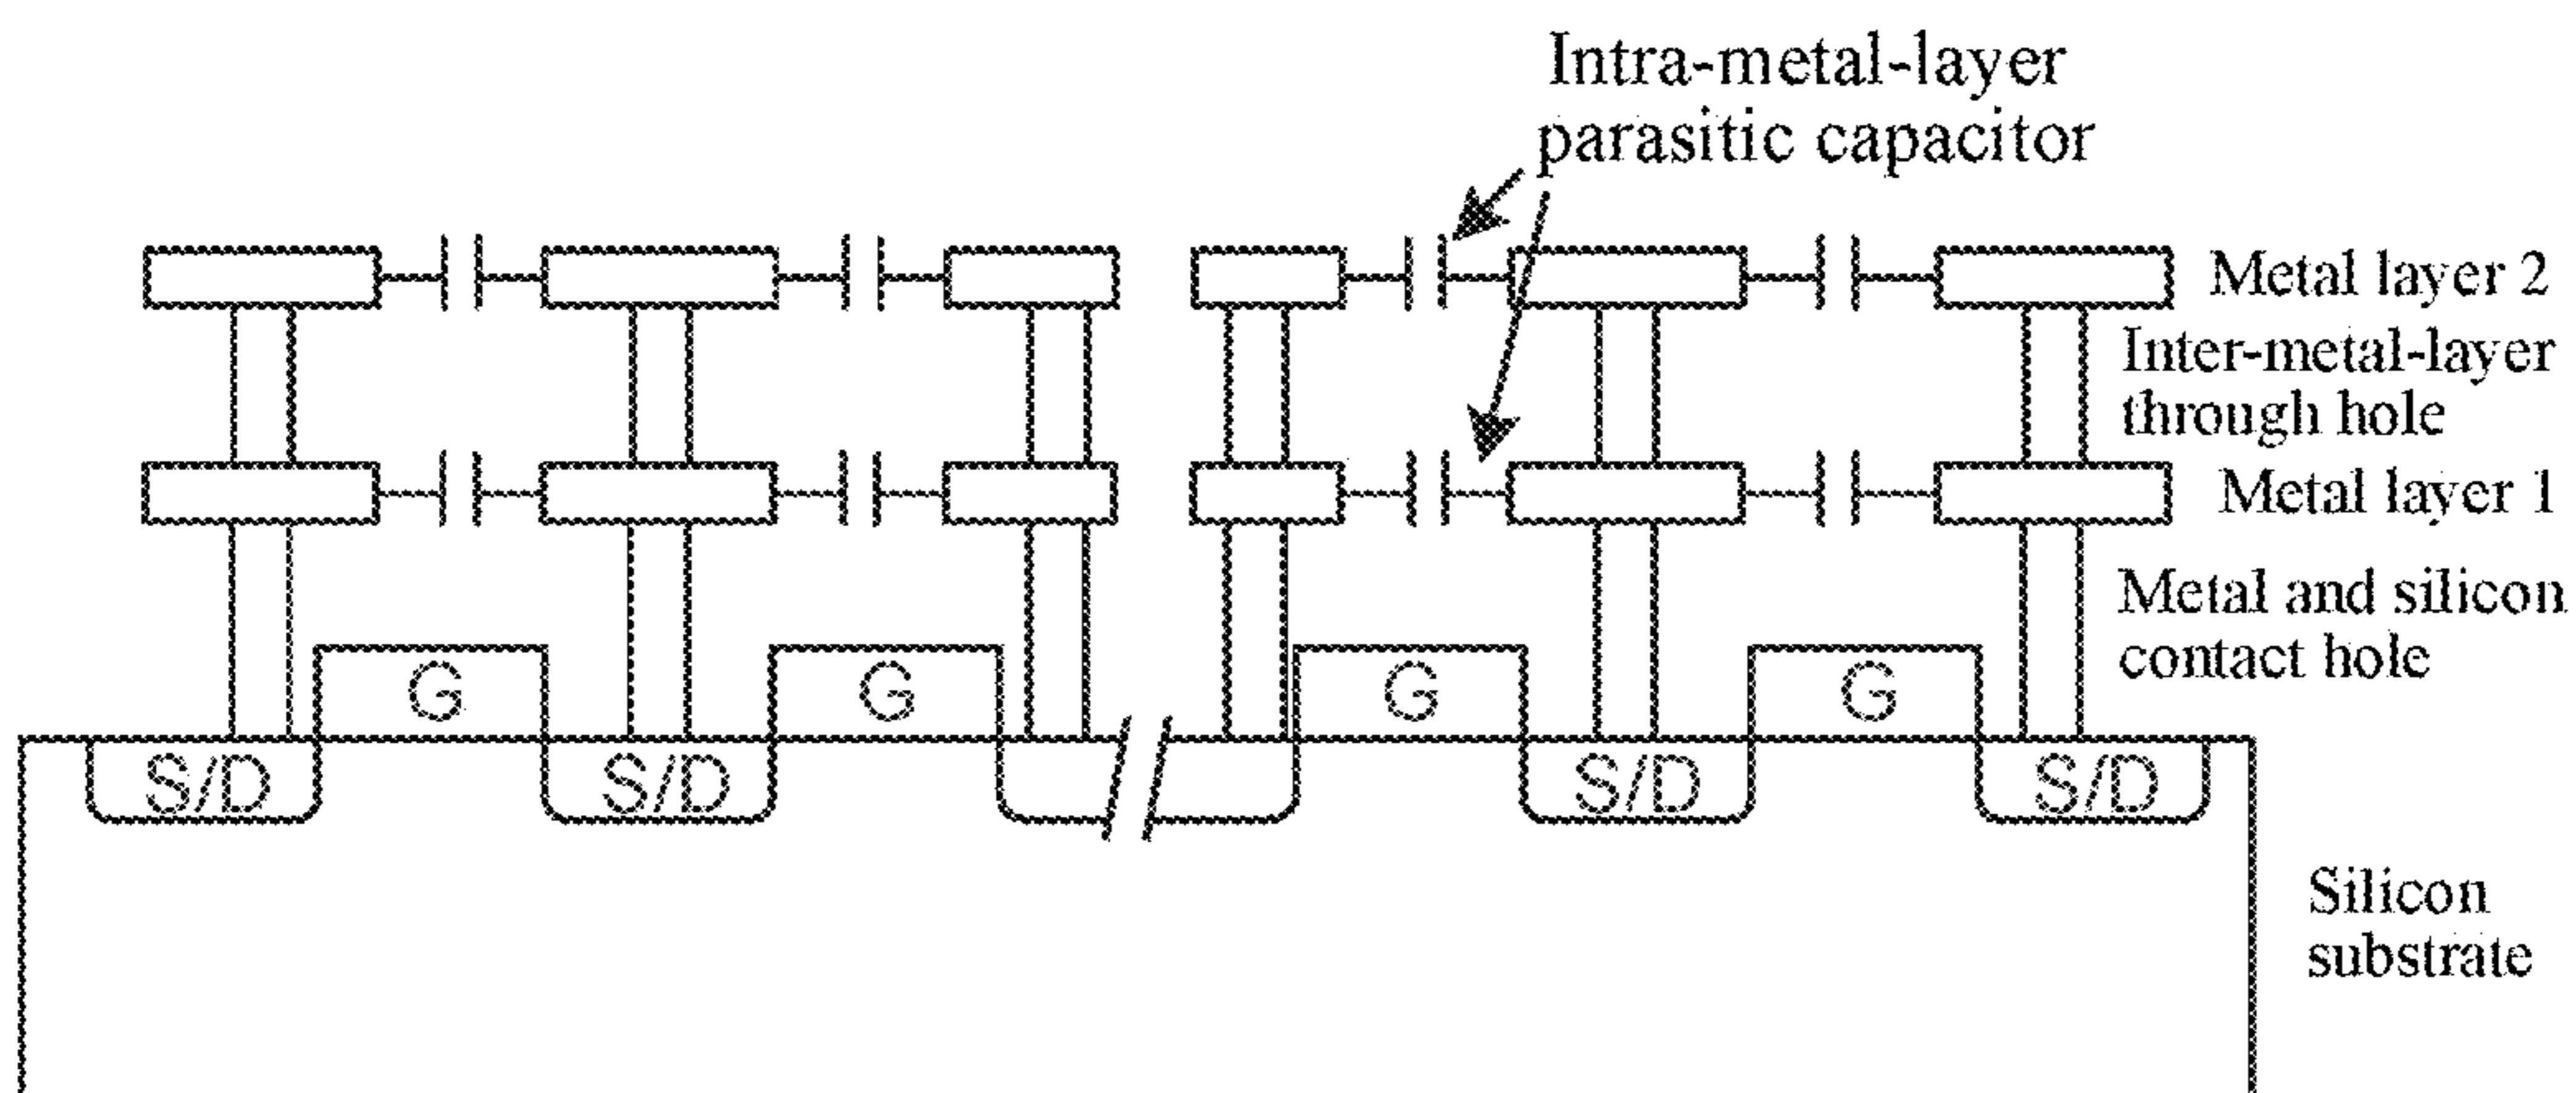 Intra-metal-layer
parasitic capacitor
Metal layer 2
Inter-metal-layer
through hole
Metal layer 1
Metal and silicon
contact hole
G G G G
S/D S/D S/D S/D
Silicon
substrate